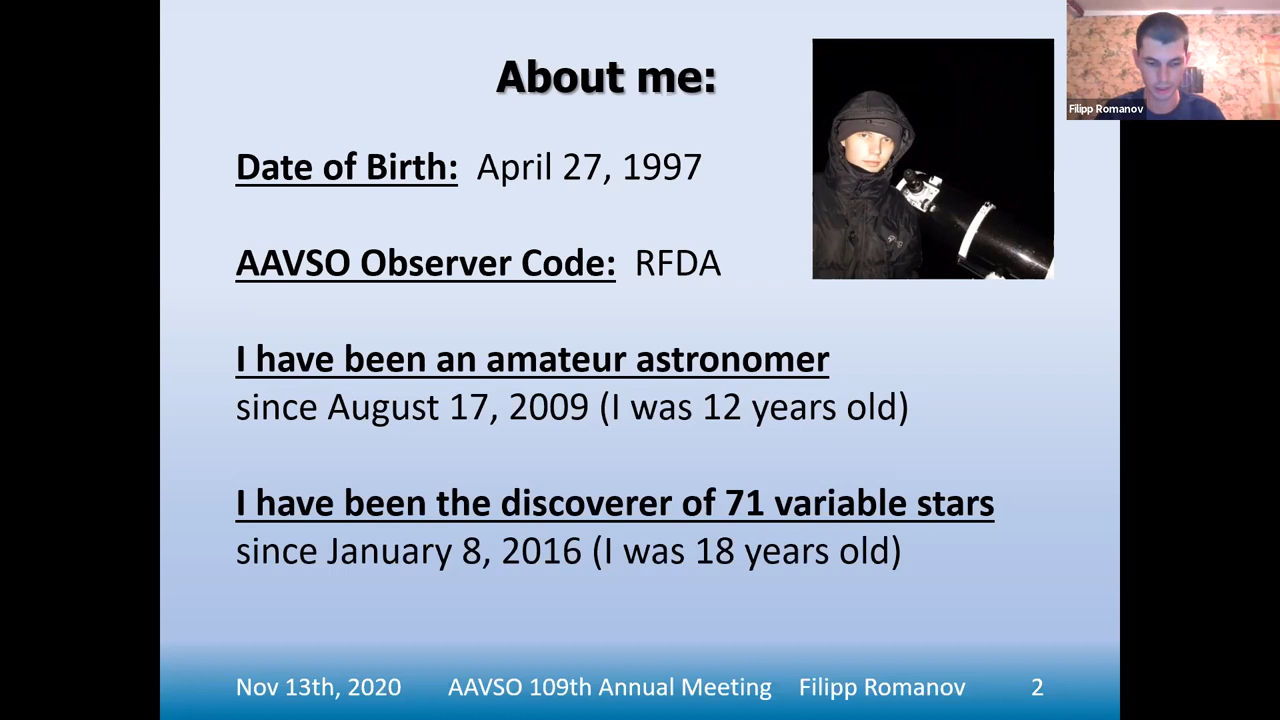 About me:
Filipp Romanov
Date of Birth: April 27, 1997
AAVSO Observer Code: RFDA
I have been an amateur astronomer
since August 17, 2009 (I was 12 years old)
I have been the discoverer of 71 variable stars
since January 8, 2016 (I was 18 years old)
Nov 13th, 2020 AAVSO 109th Annual Meeting Filipp Romanov 2